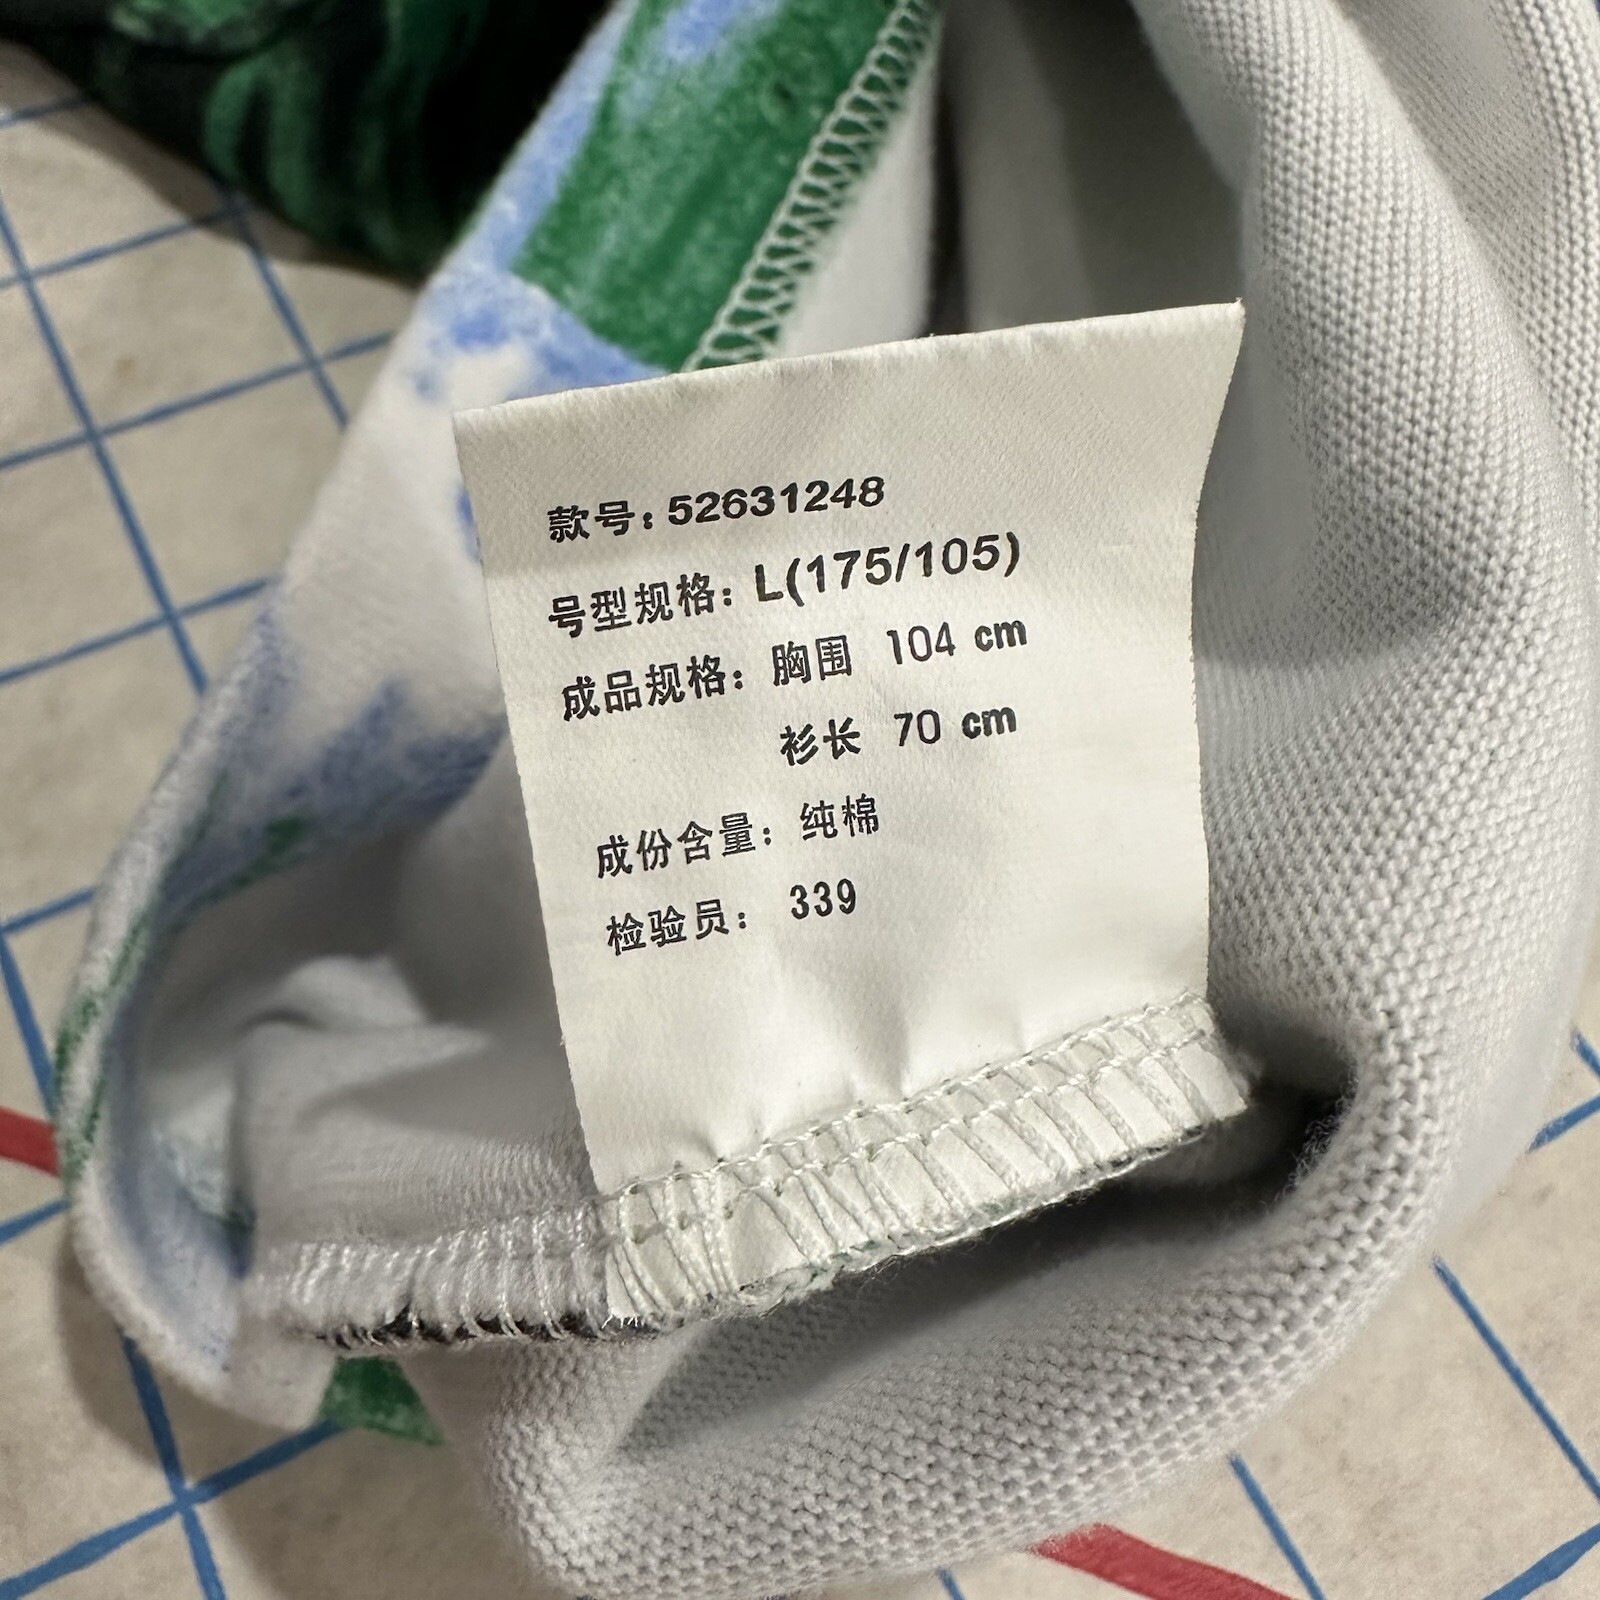 款号：52631248
号型规格：L(175/105)
成品规格：胸围 104 cm
衫长 70 cm
成份含量：纯棉
检验员：339